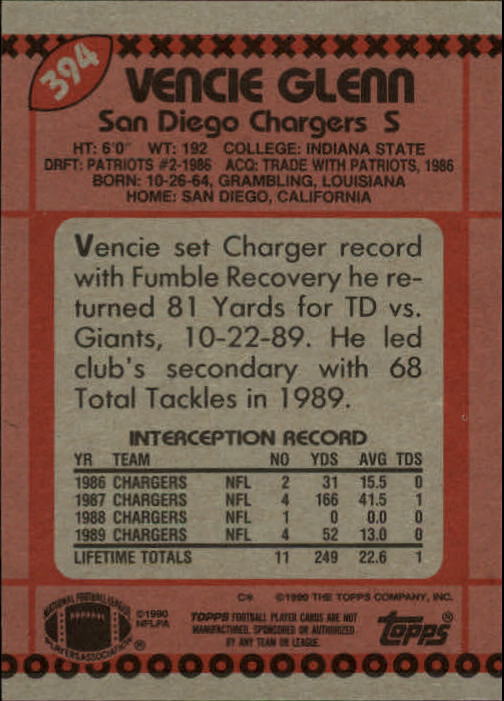 394
VENCIE GLENN
San Diego Chargers S
HT: 6'0" WT: 192 COLLEGE: INDIANA STATE
DRFT: PATRIOTS #2-1986 ACQ: TRADE WITH PATRIOTS, 1986
BORN: 10-26-64, GRAMBLING, LOUISIANA
HOME: SAN DIEGO, CALIFORNIA
Vencie set Charger record
with Fumble Recovery he re-
turned 81 Yards for TD vs.
Giants, 10-22-89. He led
club's secondary with 68
Total Tackles in 1989.
INTERCEPTION RECORD
YR TEAM NO YDS AVG TDS
1986 CHARGERS NFL 2 31 15.5 0
1987 CHARGERS NFL 4 166 41.5 1
1988 CHARGERS NFL 1 0 0.0 0
1989 CHARGERS NFL 4 52 13.0 0
LIFETIME TOTALS 11 249 22.6 1
C* ©1990 THE TOPPS COMPANY, INC.
NATIONAL FOOTBALL LEAGUE
PLAYERS ASSOCIATION ®
©1990
NFLPA
TOPPS FOOTBALL PLAYER CARDS ARE NOT
MANUFACTURED, SPONSORED OR AUTHORIZED
BY ANY TEAM OR LEAGUE.
topps®